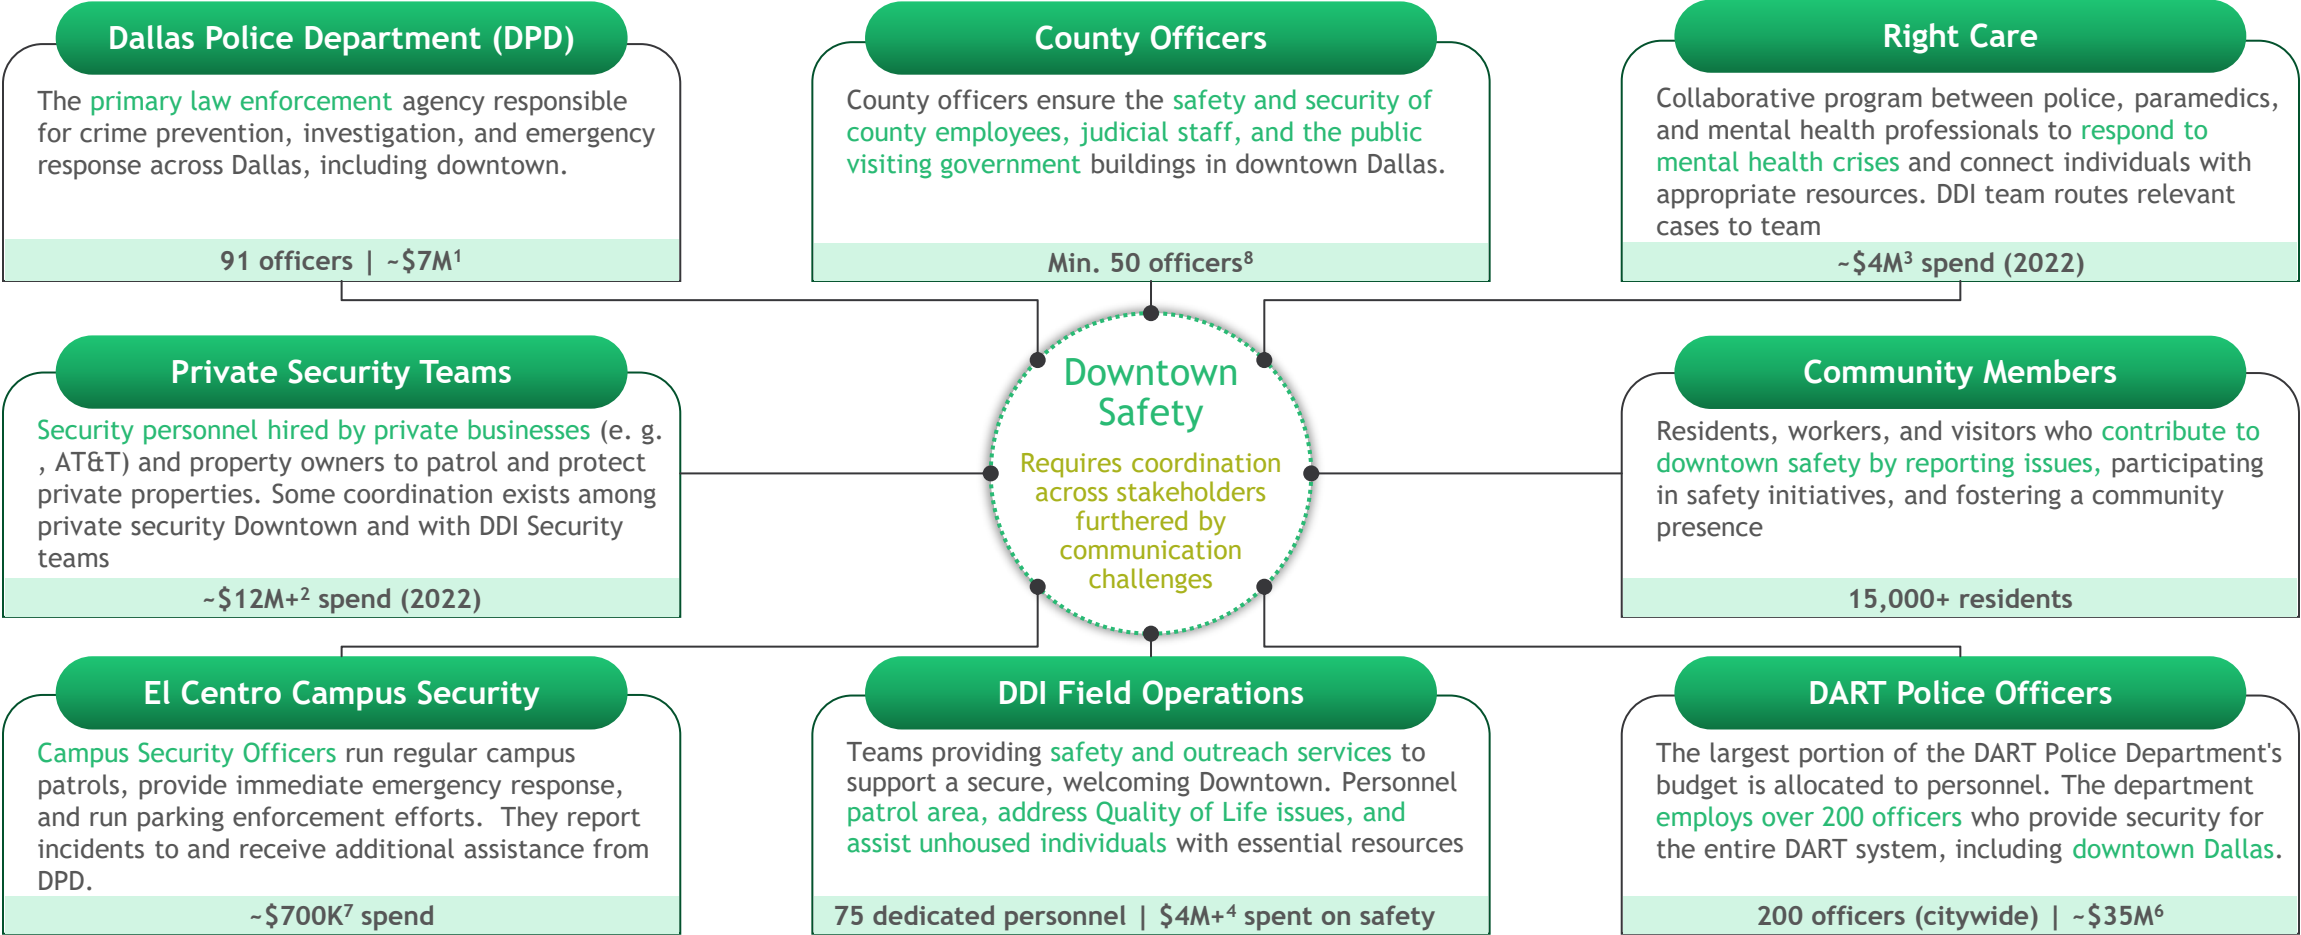 Dallas Police Department (DPD)
The primary law enforcement agency responsible
for crime prevention, investigation, and emergency
response across Dallas, including downtown.
91 officers | ~$7M¹
County Officers
County officers ensure the safety and security of
county employees, judicial staff, and the public
visiting government buildings in downtown Dallas.
Min. 50 officers⁸
Right Care
Collaborative program between police, paramedics,
and mental health professionals to respond to
mental health crises and connect individuals with
appropriate resources. DDI team routes relevant
cases to team
~$4M³ spend (2022)
Private Security Teams
Security personnel hired by private businesses (e. g.
, AT&T) and property owners to patrol and protect
private properties. Some coordination exists among
private security Downtown and with DDI Security
teams
~$12M+² spend (2022)
Downtown
Safety
Requires coordination
across stakeholders
furthered by
communication
challenges
Community Members
Residents, workers, and visitors who contribute to
downtown safety by reporting issues, participating
in safety initiatives, and fostering a community
presence
15,000+ residents
El Centro Campus Security
Campus Security Officers run regular campus
patrols, provide immediate emergency response,
and run parking enforcement efforts.  They report
incidents to and receive additional assistance from
DPD.
~$700K⁷ spend
DDI Field Operations
Teams providing safety and outreach services to
support a secure, welcoming Downtown. Personnel
patrol area, address Quality of Life issues, and
assist unhoused individuals with essential resources
75 dedicated personnel | $4M+⁴ spent on safety
DART Police Officers
The largest portion of the DART Police Department's
budget is allocated to personnel. The department
employs over 200 officers who provide security for
the entire DART system, including downtown Dallas.
200 officers (citywide) | ~$35M⁶